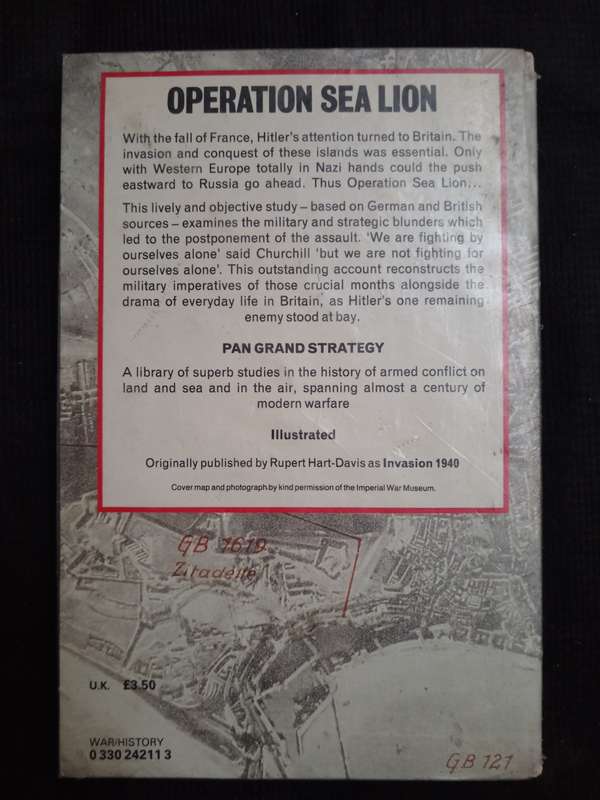 OPERATION SEA LION
With the fall of France, Hitler's attention turned to Britain. The
invasion and conquest of these islands was essential. Only
with Western Europe totally in Nazi hands could the push
eastward to Russia go ahead. Thus Operation Sea Lion...
This lively and objective study – based on German and British
sources – examines the military and strategic blunders which
led to the postponement of the assault. 'We are fighting by
ourselves alone' said Churchill 'but we are not fighting for
ourselves alone'. This outstanding account reconstructs the
military imperatives of those crucial months alongside the
drama of everyday life in Britain, as Hitler's one remaining
enemy stood at bay.
PAN GRAND STRATEGY
A library of superb studies in the history of armed conflict on
land and sea and in the air, spanning almost a century of
modern warfare
Illustrated
Originally published by Rupert Hart-Davis as Invasion 1940
Cover map and photograph by kind permission of the Imperial War Museum.
GB 1619
Zitadelle
U.K. £3.50
WAR/HISTORY
0 330 24211 3
GB 121